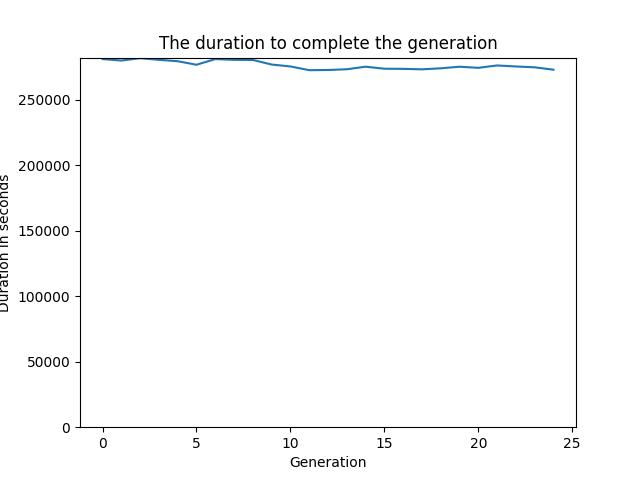 The duration to complete the generation
Duration in seconds
250000
200000
150000
100000
50000
0
0 5 10 15 20 25
Generation